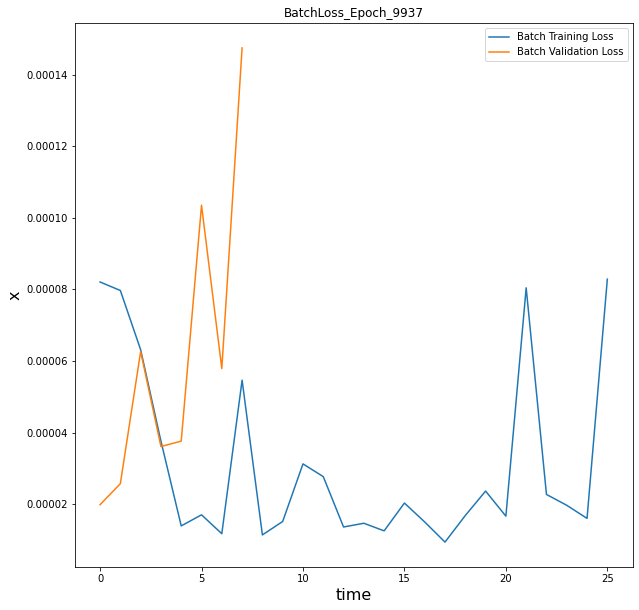 BatchLoss_Epoch_9937
Batch Training Loss
Batch Validation Loss
0.00014
0.00012
0.00010
0.00008
0.00006
0.00004
0.00002
x
0 5 10 15 20 25
time